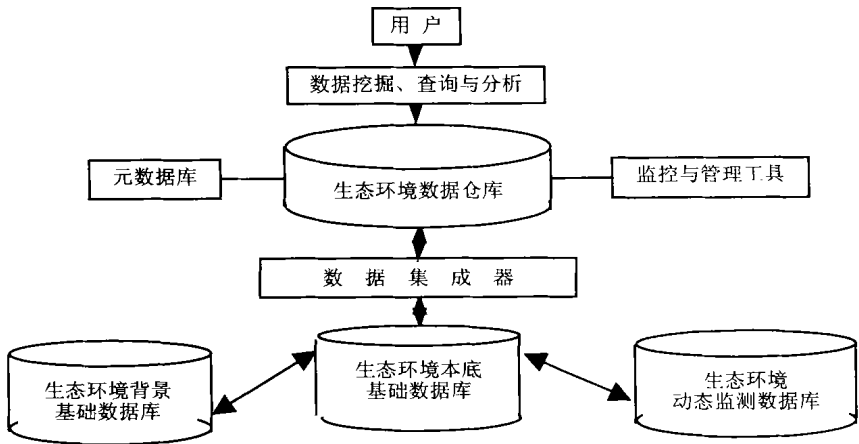 用户
数据挖掘、查询与分析
元数据库
生态环境数据仓库
监控与管理工具
数据集成器
生态环境背景
基础数据库
生态环境本底
基础数据库
生态环境
动态监测数据库